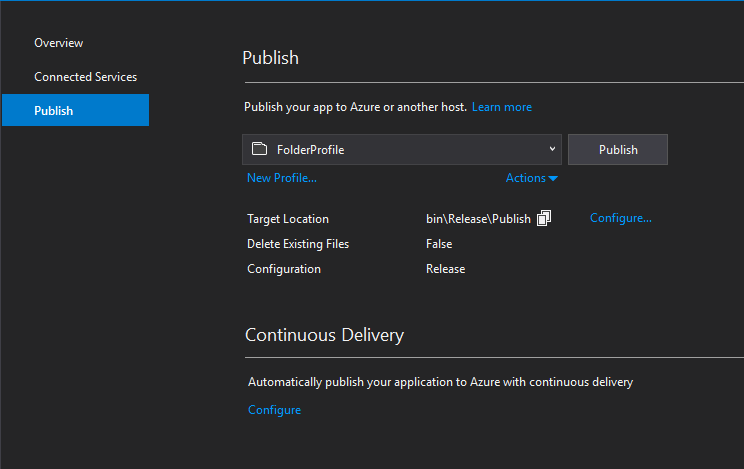 Overview
Connected Services
Publish
Publish
Publish your app to Azure or another host. Learn more
FolderProfile
Publish
New Profile...
Actions
Target Location bin\Release\Publish Configure...
Delete Existing Files False
Configuration Release
Continuous Delivery
Automatically publish your application to Azure with continuous delivery
Configure